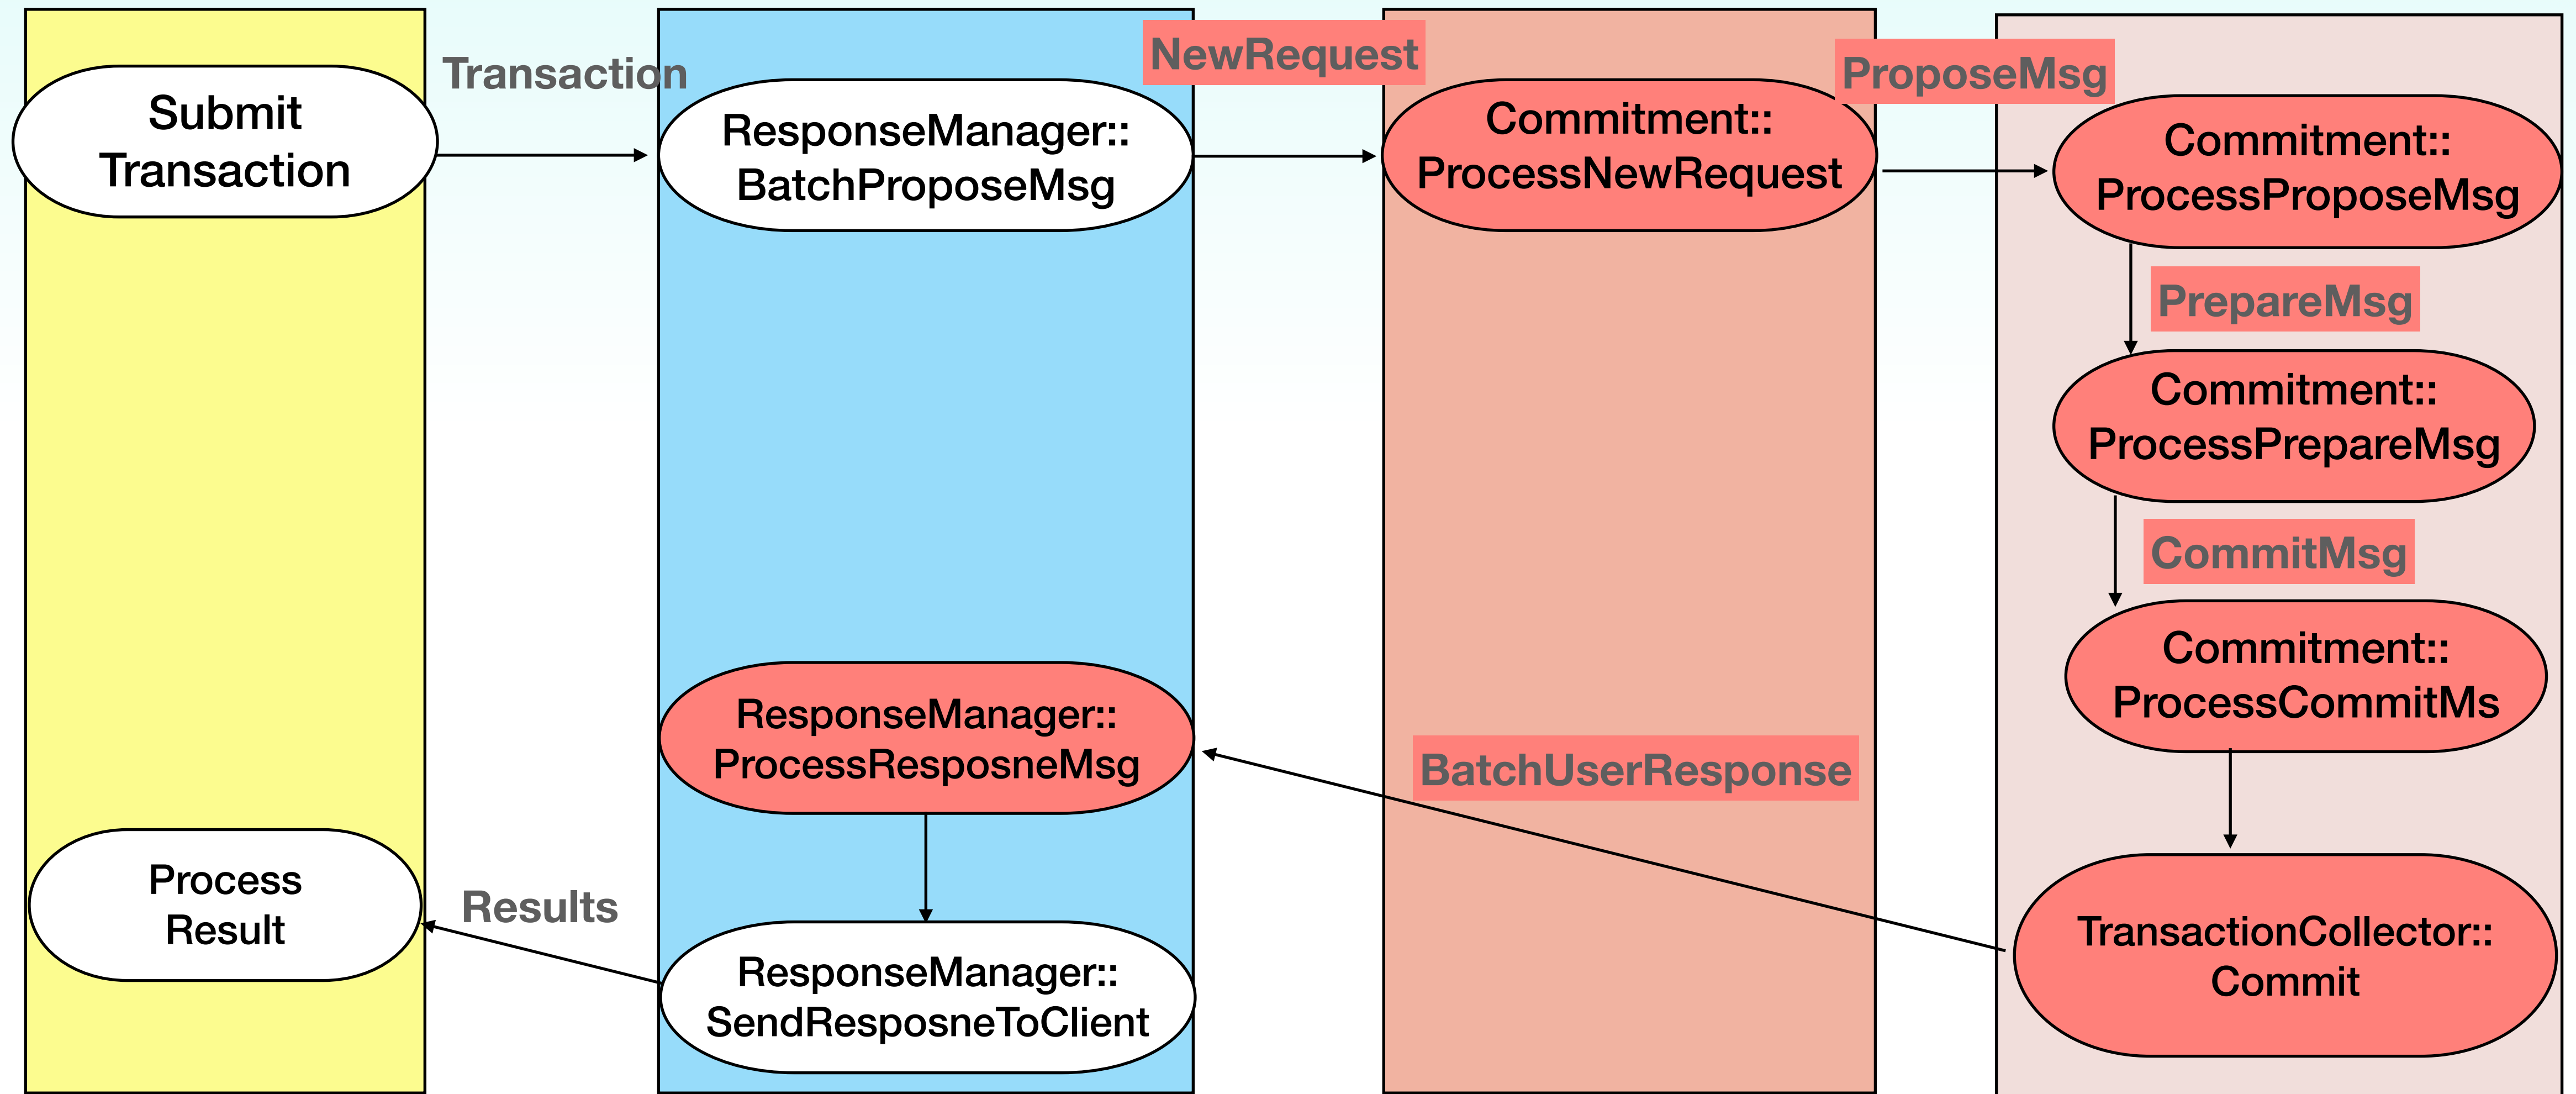 Submit
Transaction
Transaction
ResponseManager::
BatchProposeMsg
NewRequest
Commitment::
ProcessNewRequest
ProposeMsg
Commitment::
ProcessProposeMsg
PrepareMsg
Commitment::
ProcessPrepareMsg
CommitMsg
Commitment::
ProcessCommitMs
TransactionCollector::
Commit
BatchUserResponse
ResponseManager::
ProcessResposneMsg
ResponseManager::
SendResposneToClient
Results
Process
Result